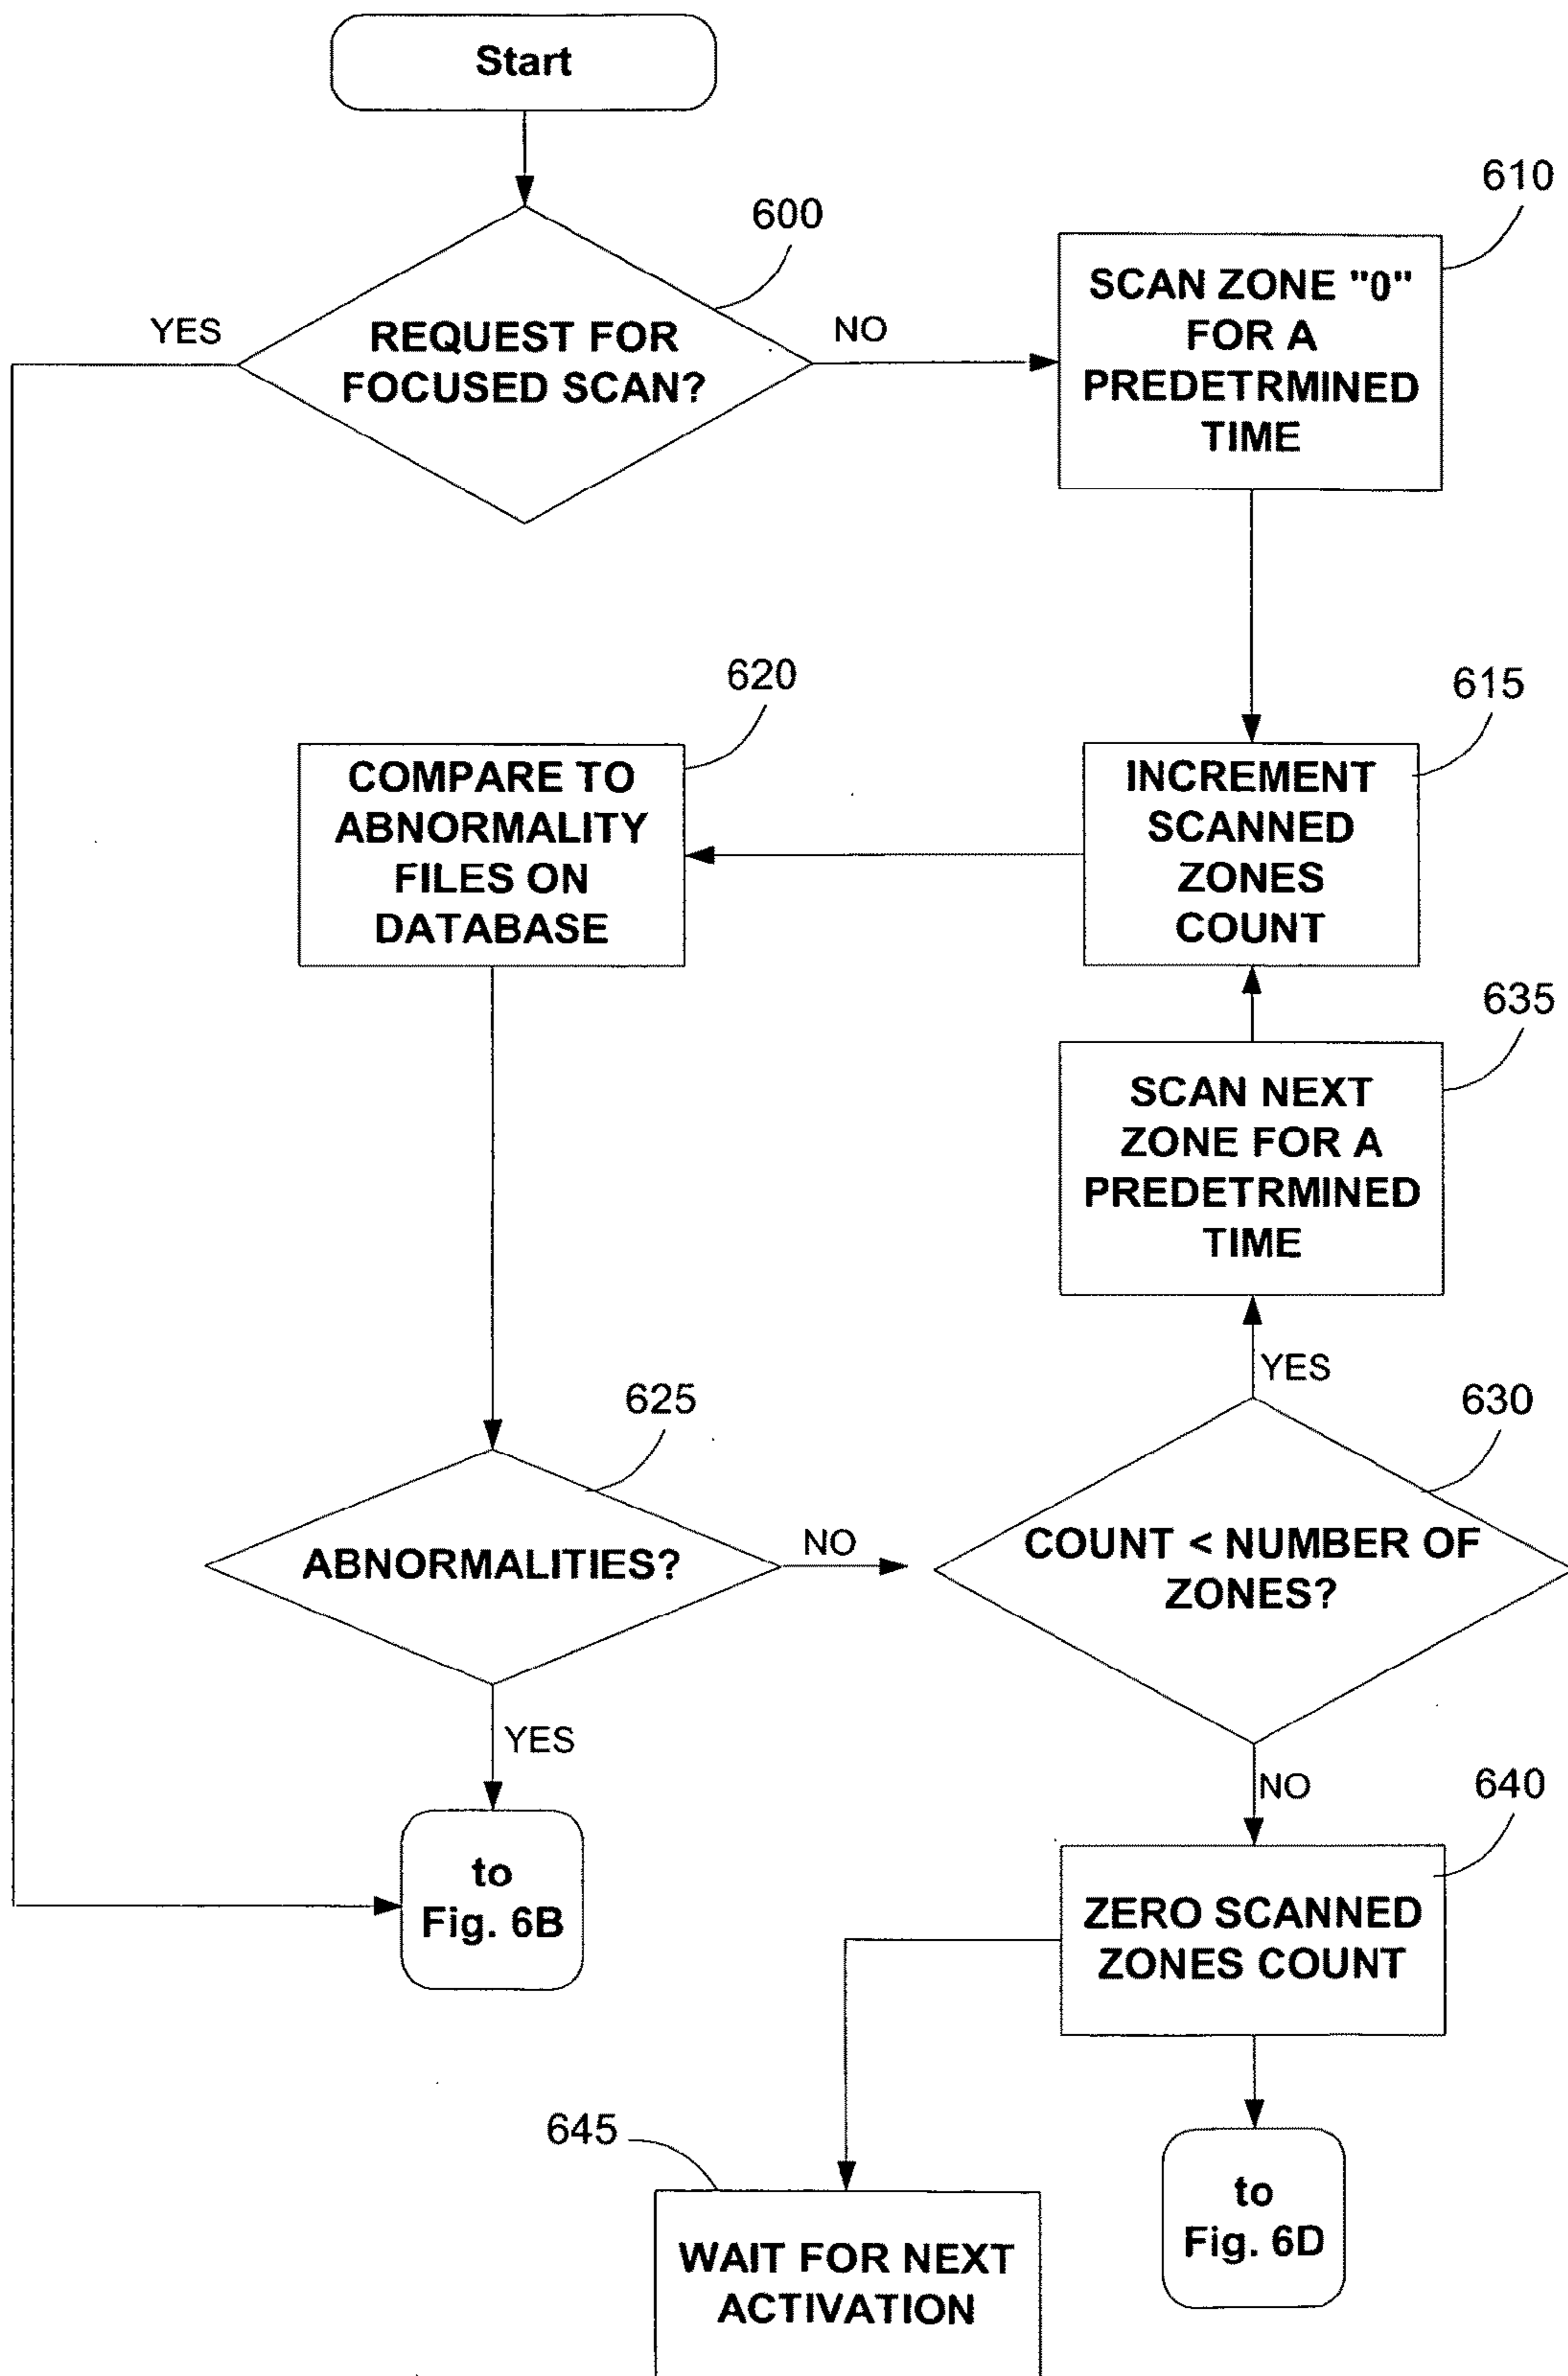 Start
600
610
REQUEST FOR
FOCUSED SCAN?
YES
NO
SCAN ZONE "0"
FOR A
PREDETRMINED
TIME
620
615
COMPARE TO
ABNORMALITY
FILES ON
DATABASE
INCREMENT
SCANNED
ZONES
COUNT
635
SCAN NEXT
ZONE FOR A
PREDETRMINED
TIME
YES
625
630
ABNORMALITIES?
NO
COUNT < NUMBER OF
ZONES?
YES
NO
640
to
Fig. 6B
ZERO SCANNED
ZONES COUNT
645
WAIT FOR NEXT
ACTIVATION
to
Fig. 6D